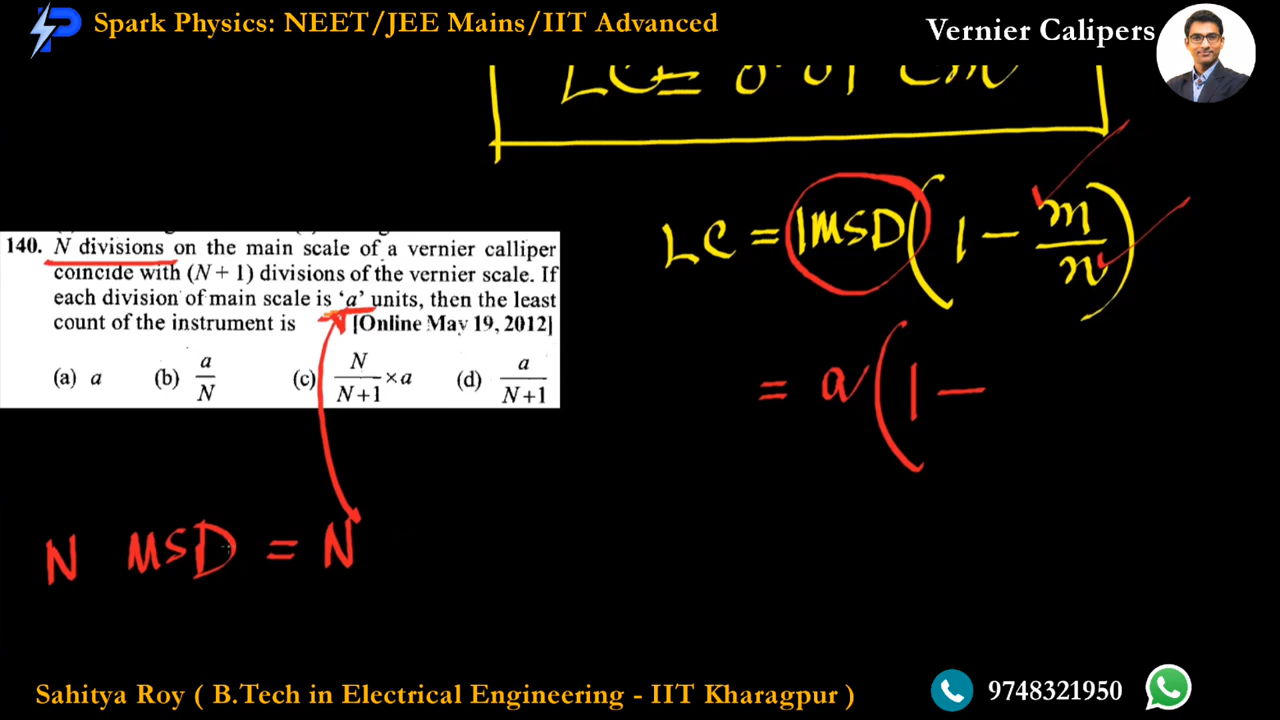 Spark Physics: NEET/JEE Mains/IIT Advanced
Vernier Calipers
LC = 0.01 cm
LC = 1MSD(1 - m/n)
140. N divisions on the main scale of a vernier calliper
coincide with (N + 1) divisions of the vernier scale. If
each division of main scale is ‘a’ units, then the least
count of the instrument is [Online May 19, 2012]
(a) a (b) a/N (c) N/N+1 × a (d) a/N+1
= a(1 -
N MSD = N
Sahitya Roy ( B.Tech in Electrical Engineering - IIT Kharagpur )
9748321950